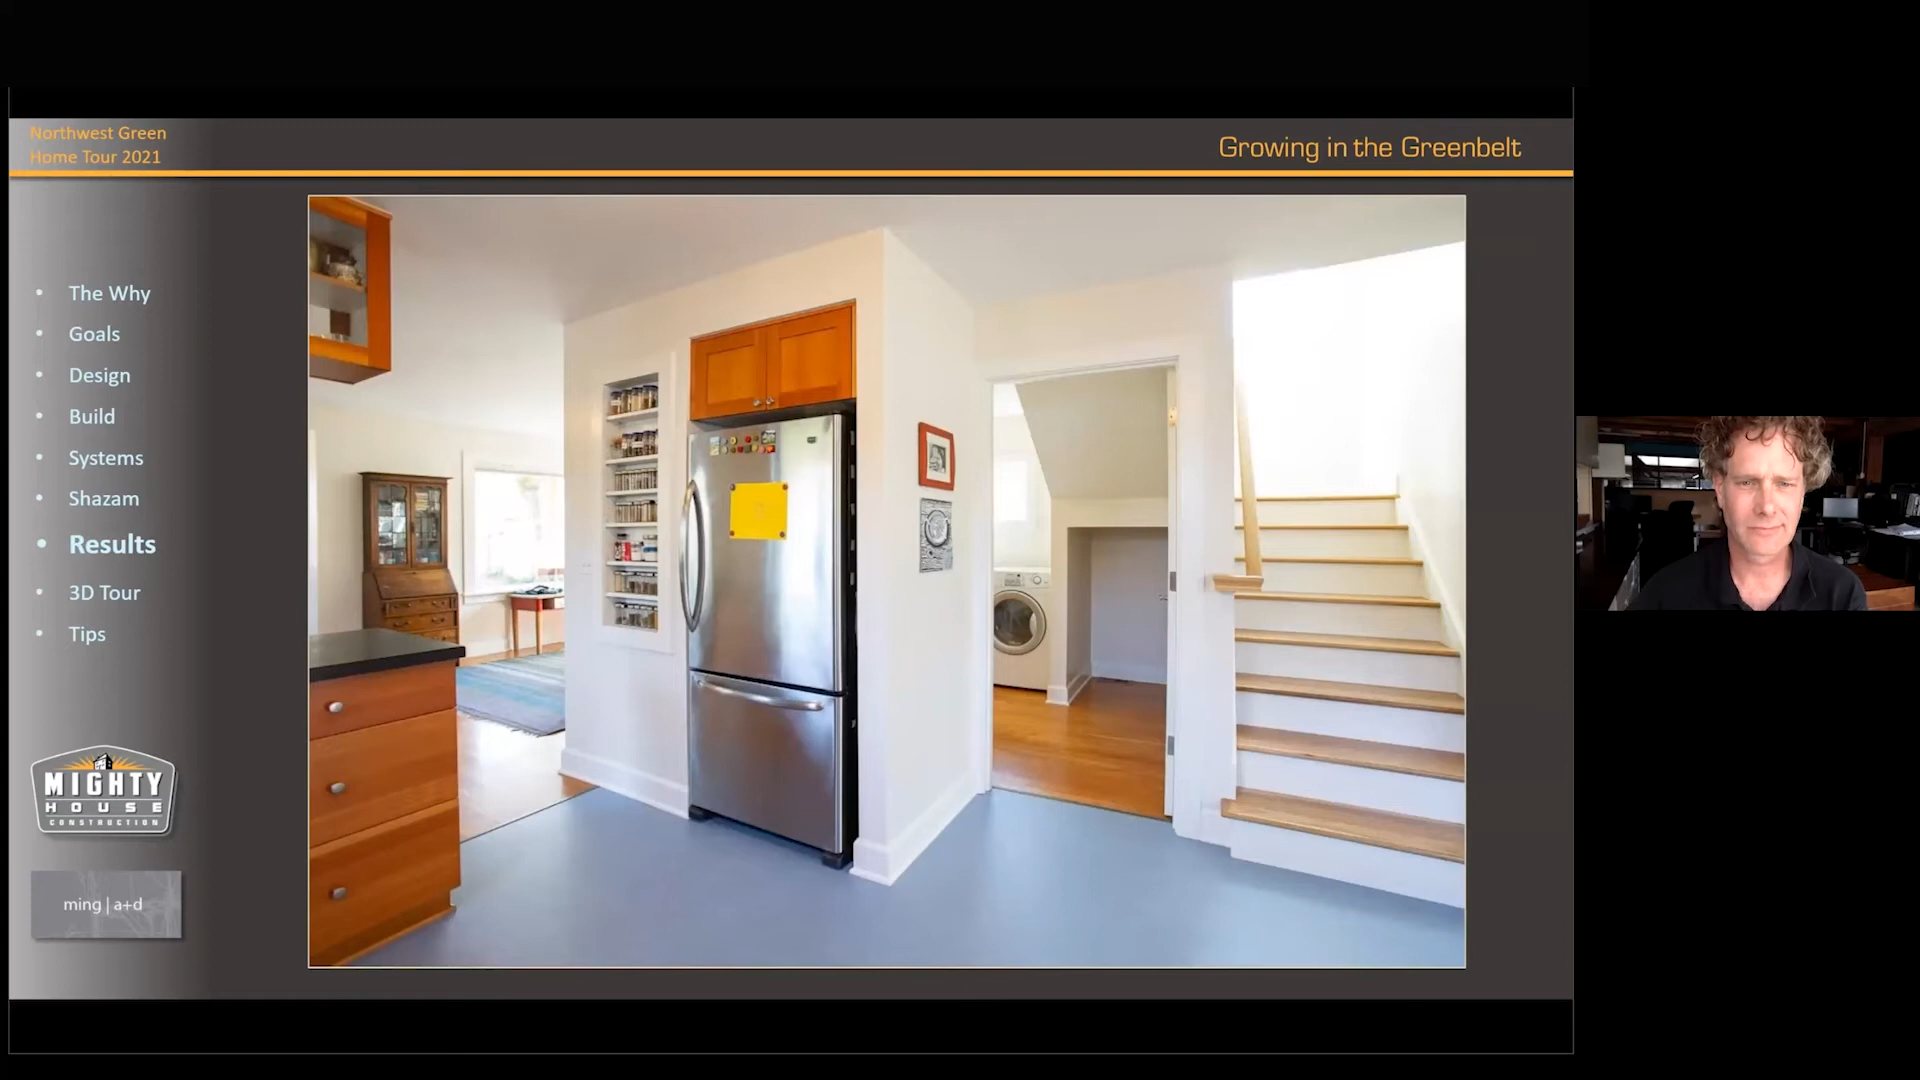 Northwest Green
Home Tour 2021
Growing in the Greenbelt
The Why
Goals
Design
Build
Systems
Shazam
Results
3D Tour
Tips
MIGHTY
HOUSE
CONSTRUCTION
ming | a+d